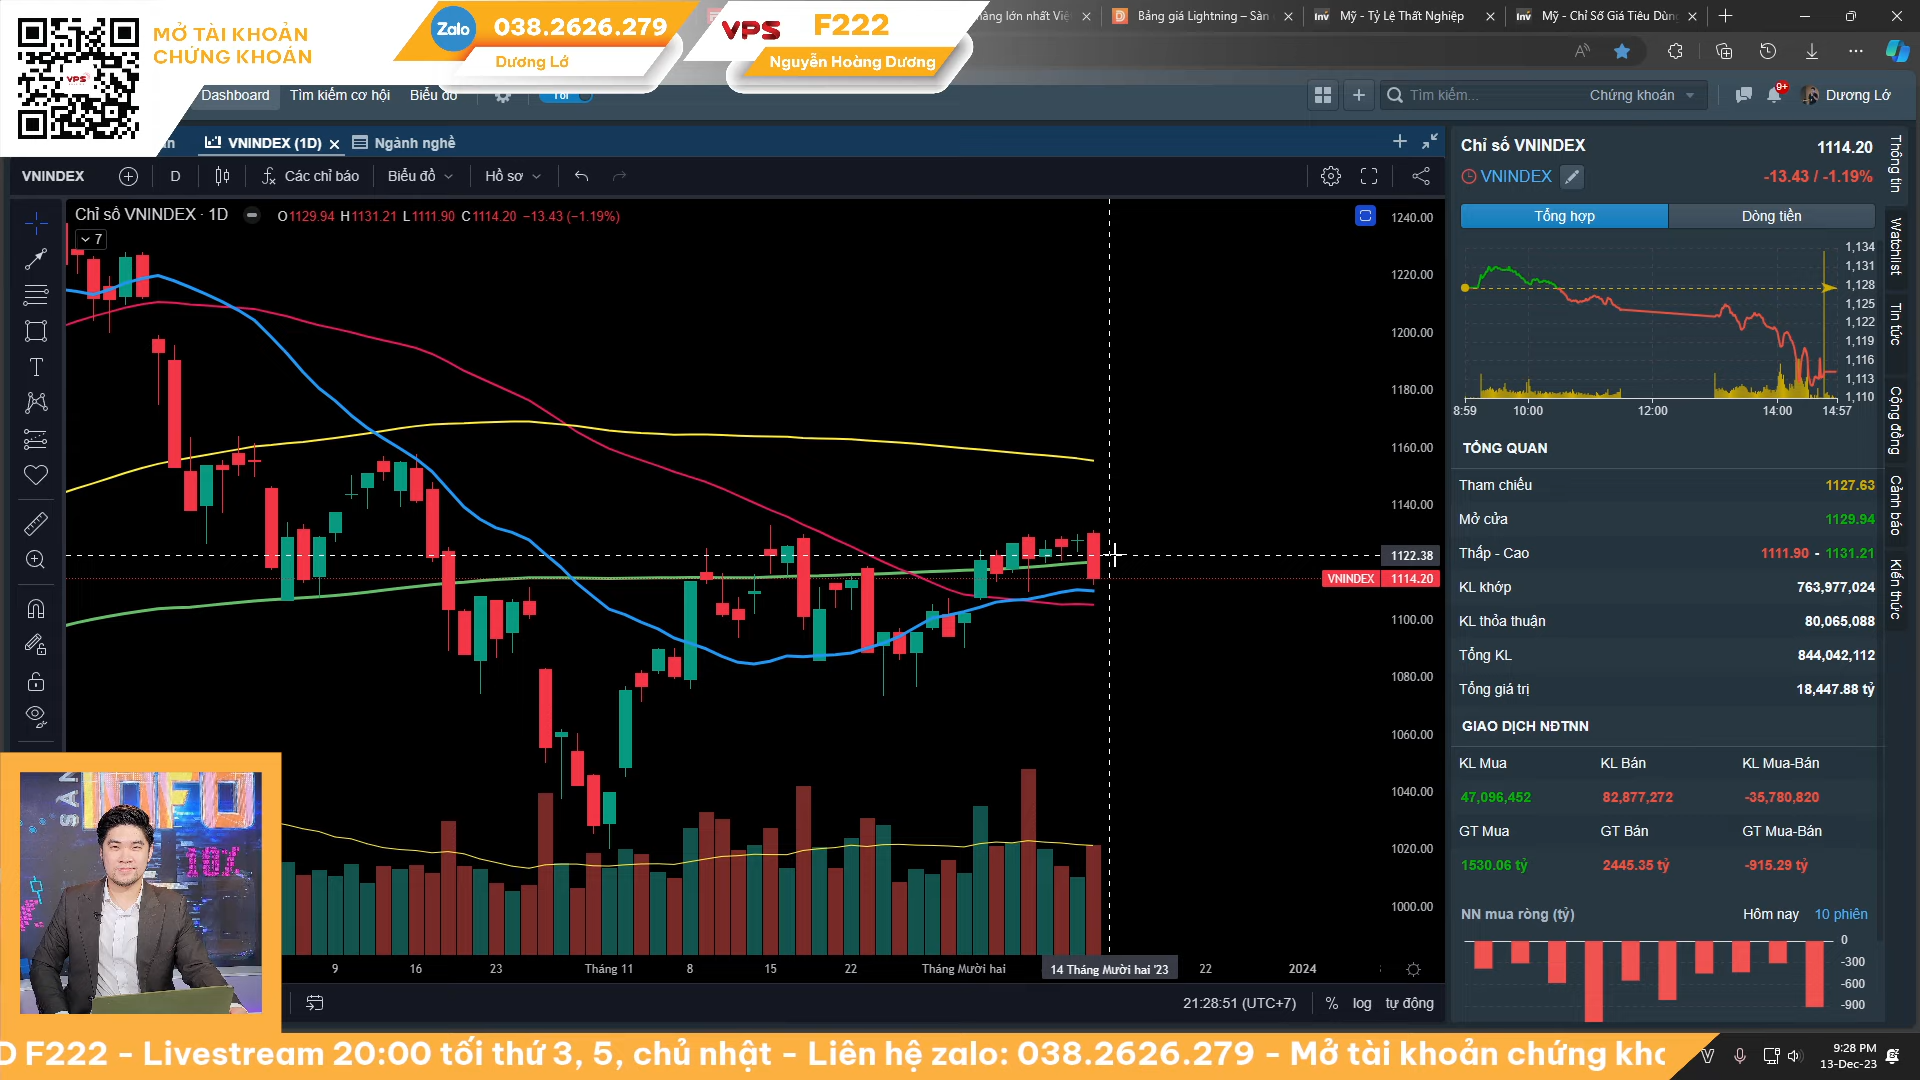 MỞ TÀI KHOẢN
CHỨNG KHOÁN
VPS
Zalo
038.2626.279
Dương Lớ
VPS
F222
Nguyễn Hoàng Dương
hàng lớn nhất Việ
Bảng giá Lightning – Sàn
Mỹ - Tỷ Lệ Thất Nghiệp
Mỹ - Chỉ Số Giá Tiêu Dùn
Dashboard
Tìm kiếm cơ hội
Biểu đồ
Tối
Tìm kiếm...
Chứng khoán
9+
Dương Lớ
VNINDEX (1D)
Ngành nghề
VNINDEX
D
Các chỉ báo
Biểu đồ
Hồ sơ
Chỉ số VNINDEX · 1D
O1129.94 H1131.21 L1111.90 C1114.20 −13.43 (−1.19%)
7
1240.00
1220.00
1200.00
1180.00
1160.00
1140.00
1122.38
VNINDEX 1114.20
1100.00
1080.00
1060.00
1040.00
1020.00
1000.00
9
16
23
Tháng 11
8
15
22
Tháng Mười hai
14 Tháng Mười hai '23
22
2024
21:28:51 (UTC+7)
%
log
tự động
Chỉ số VNINDEX
1114.20
VNINDEX
-13.43 / -1.19%
Tổng hợp
Dòng tiền
1,134
1,131
1,128
1,125
1,122
1,119
1,116
1,113
1,110
8:59
10:00
12:00
14:00
14:57
TỔNG QUAN
Tham chiếu 1127.63
Mở cửa 1129.94
Thấp - Cao 1111.90 - 1131.21
KL khớp 763,977,024
KL thỏa thuận 80,065,088
Tổng KL 844,042,112
Tổng giá trị 18,447.88 tỷ
GIAO DỊCH NĐTNN
KL Mua KL Bán KL Mua-Bán
47,096,452 82,877,272 -35,780,820
GT Mua GT Bán GT Mua-Bán
1530.06 tỷ 2445.35 tỷ -915.29 tỷ
NN mua ròng (tỷ) Hôm nay 10 phiên
0
-300
-600
-900
Thông tin
Watchlist
Tin tức
Cộng đồng
Cảnh báo
Kiến thức
D F222 - Livestream 20:00 tối thứ 3, 5, chủ nhật - Liên hệ zalo: 038.2626.279 - Mở tài khoản chứng kho
9:28 PM
13-Dec-23